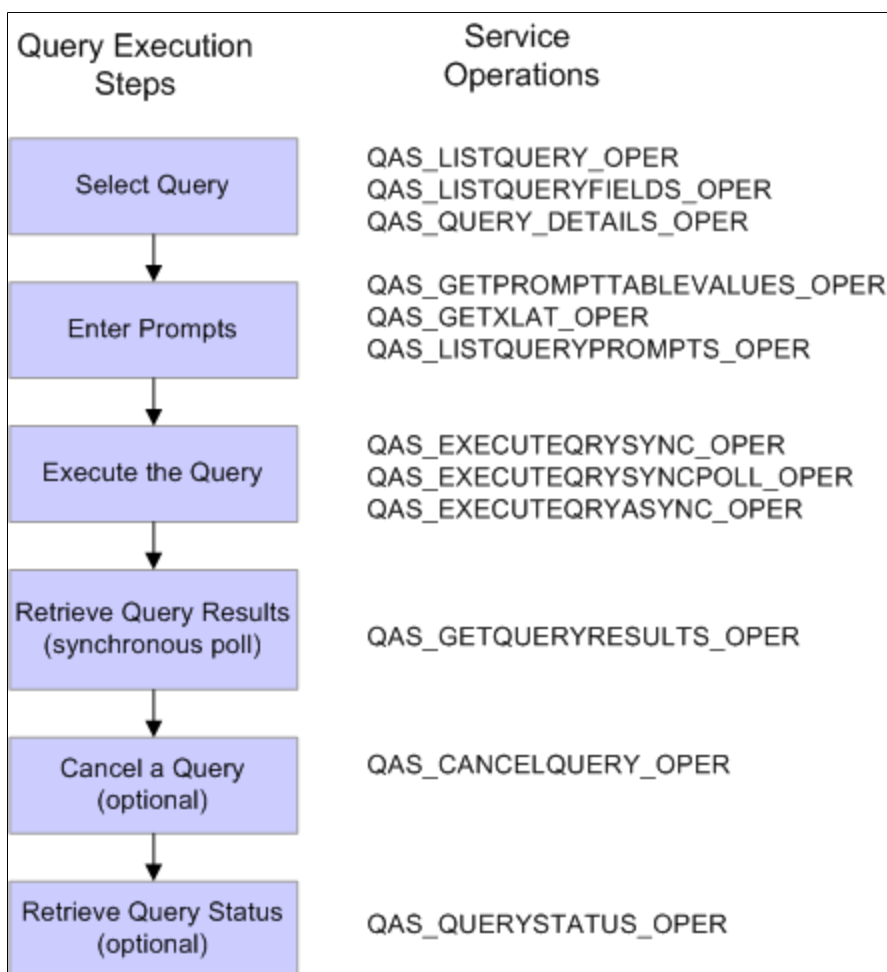 Query Execution
Steps
Service
Operations
Select Query
QAS_LISTQUERY_OPER
QAS_LISTQUERYFIELDS_OPER
QAS_QUERY_DETAILS_OPER
Enter Prompts
QAS_GETPROMPTTABLEVALUES_OPER
QAS_GETXLAT_OPER
QAS_LISTQUERYPROMPTS_OPER
Execute the Query
QAS_EXECUTEQRYSYNC_OPER
QAS_EXECUTEQRYSYNCPOLL_OPER
QAS_EXECUTEQRYASYNC_OPER
Retrieve Query Results
(synchronous poll)
QAS_GETQUERYRESULTS_OPER
Cancel a Query
(optional)
QAS_CANCELQUERY_OPER
Retrieve Query Status
(optional)
QAS_QUERYSTATUS_OPER